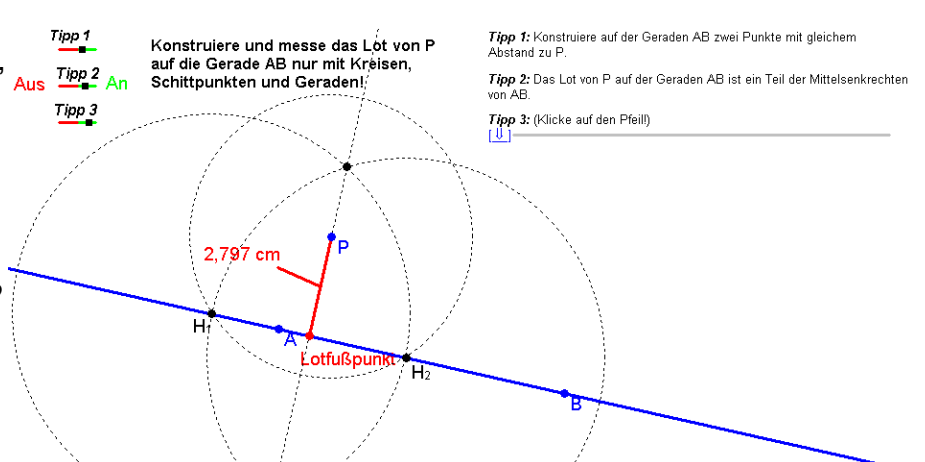 Tipp 1
Aus Tipp 2 An
Tipp 3
Konstruiere und messe das Lot von P
auf die Gerade AB nur mit Kreisen,
Schittpunkten und Geraden!
Tipp 1: Konstruiere auf der Geraden AB zwei Punkte mit gleichem
Abstand zu P.
Tipp 2: Das Lot von P auf der Geraden AB ist ein Teil der Mittelsenkrechten
von AB.
Tipp 3: (Klicke auf den Pfeil!)
[⇓]
P
2,797 cm
H1
A
Lotfußpunkt
H2
B